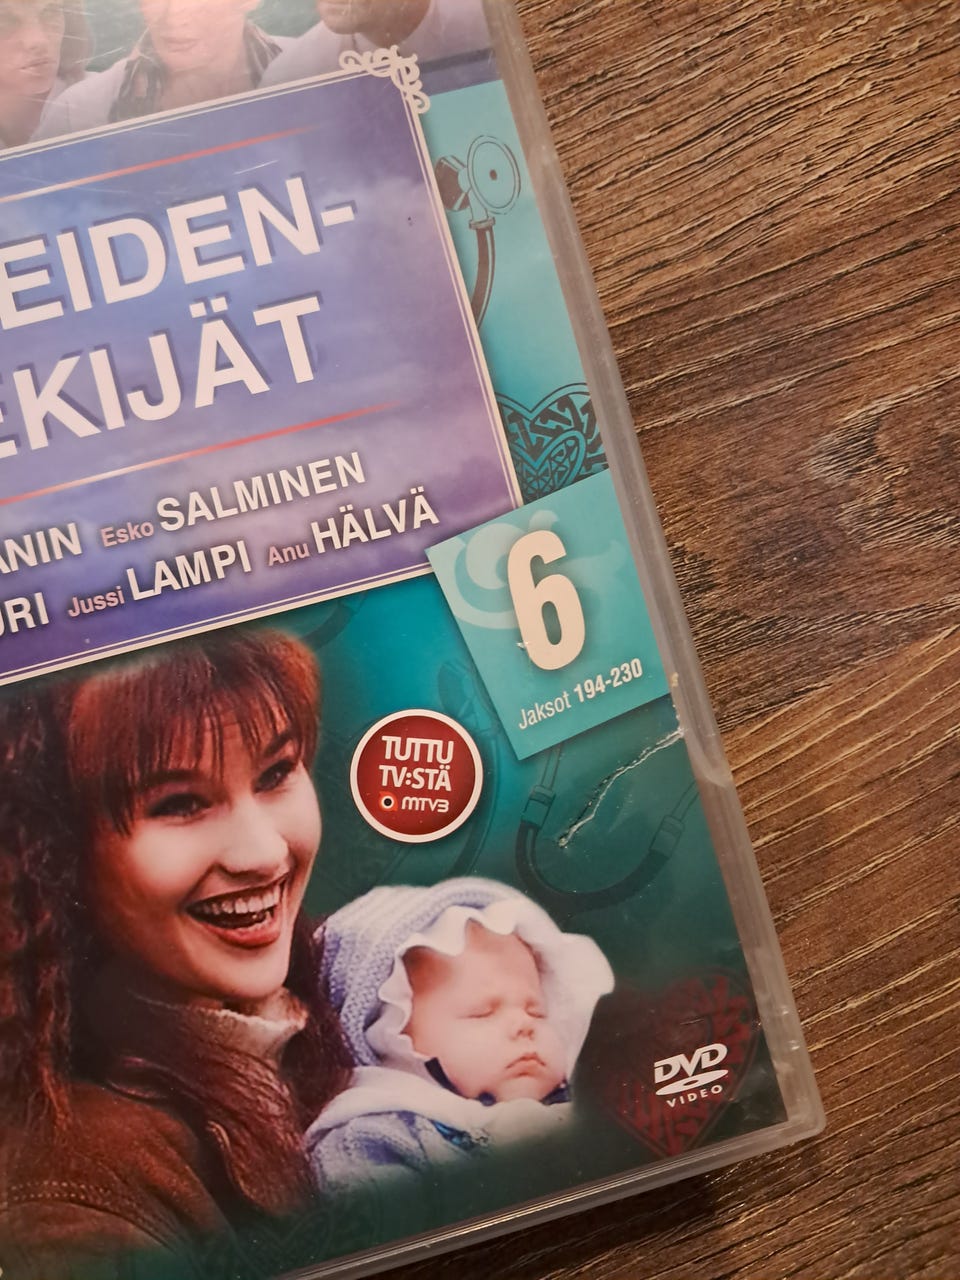 EIDEN-
EKIJÄT
ANIN Esko SALMINEN
URI Jussi LAMPI Anu HÄLVÄ
6
Jaksot 194-230
TUTTU
TV:STÄ
MTV3
DVD
VIDEO